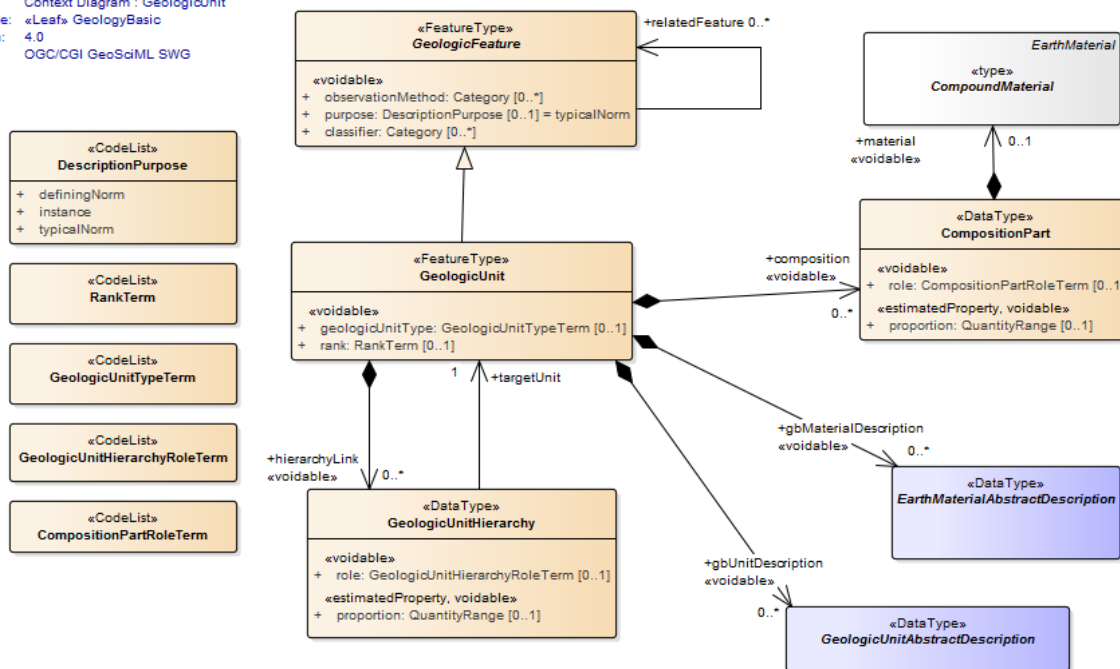 Context Diagram : GeologicUnit
e: «Leaf» GeologyBasic
: 4.0
OGC/CGI GeoSciML SWG
«FeatureType»
GeologicFeature
«voidable»
+ observationMethod: Category [0..*]
+ purpose: DescriptionPurpose [0..1] = typicalNorm
+ classifier: Category [0..*]
+relatedFeature 0..*
EarthMaterial
«type»
CompoundMaterial
+material
«voidable»
0..1
«CodeList»
DescriptionPurpose
+ definingNorm
+ instance
+ typicalNorm
«CodeList»
RankTerm
«CodeList»
GeologicUnitTypeTerm
«CodeList»
GeologicUnitHierarchyRoleTerm
«CodeList»
CompositionPartRoleTerm
«FeatureType»
GeologicUnit
«voidable»
+ geologicUnitType: GeologicUnitTypeTerm [0..1]
+ rank: RankTerm [0..1]
+composition
«voidable»
0..*
«DataType»
CompositionPart
«voidable»
+ role: CompositionPartRoleTerm [0..1
«estimatedProperty, voidable»
+ proportion: QuantityRange [0..1]
1
+targetUnit
+hierarchyLink
«voidable»
0..*
«DataType»
GeologicUnitHierarchy
«voidable»
+ role: GeologicUnitHierarchyRoleTerm [0..1]
«estimatedProperty, voidable»
+ proportion: QuantityRange [0..1]
+gbMaterialDescription
«voidable»
0..*
«DataType»
EarthMaterialAbstractDescription
+gbUnitDescription
«voidable»
0..*
«DataType»
GeologicUnitAbstractDescription